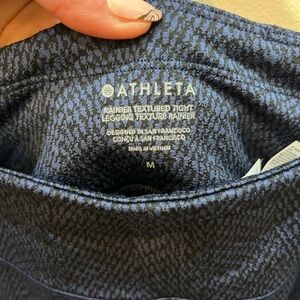 ATHLETA
RAINIER TEXTURED TIGHT
LEGGING TEXTURE RAINIER
DESIGNED IN SAN FRANCISCO
CONÇU À SAN FRANCISCO
MADE IN VIETNAM
M